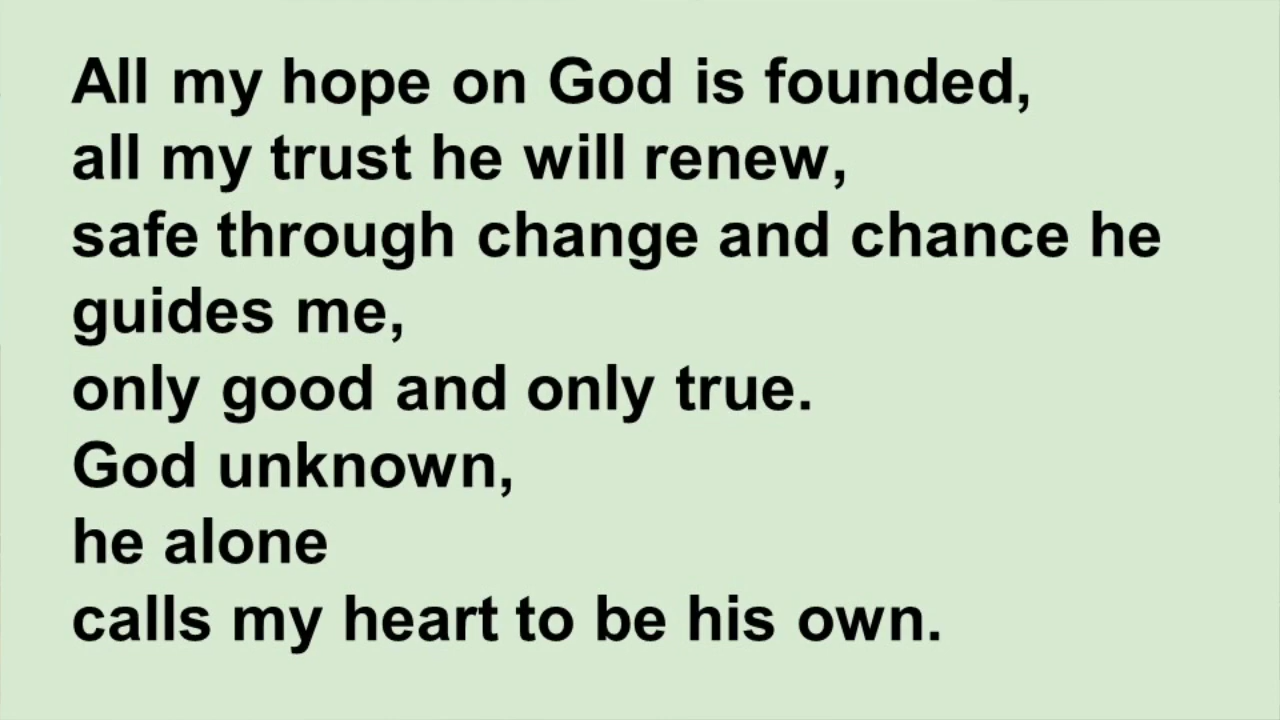 All my hope on God is founded,
all my trust he will renew,
safe through change and chance he
guides me,
only good and only true.
God unknown,
he alone
calls my heart to be his own.